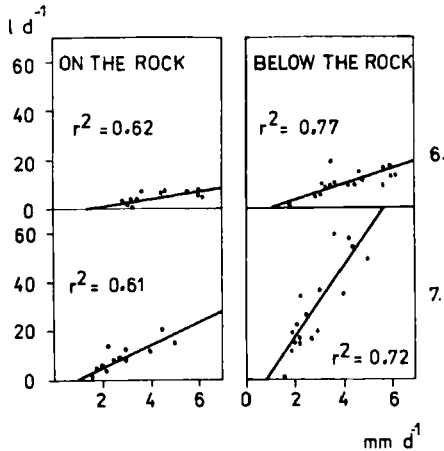 l d⁻¹
60
40
20
0
ON THE ROCK
r² = 0.62
BELOW THE ROCK
r² = 0.77
6.
60
40
20
0
r² = 0.61
r² = 0.72
7.
2 4 6
0 2 4 6
mm d⁻¹